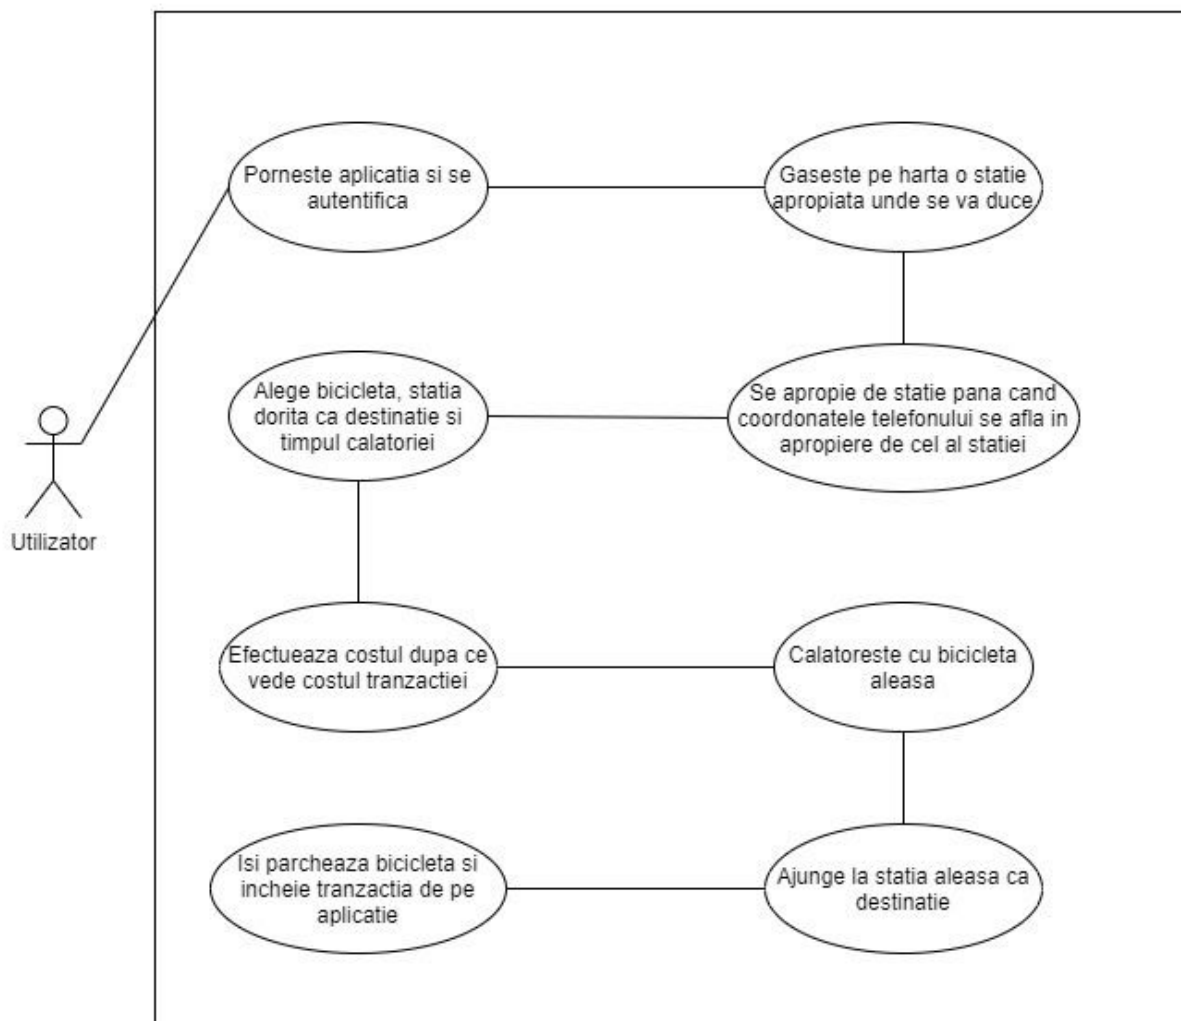 Porneste aplicatia si se
autentifica
Gaseste pe harta o statie
apropiata unde se va duce
Alege bicicleta, statia
dorita ca destinatie si
timpul calatoriei
Se apropie de statie pana cand
coordonatele telefonului se afla in
apropiere de cel al statiei
Utilizator
Efectueaza costul dupa ce
vede costul tranzactiei
Calatoreste cu bicicleta
aleasa
Isi parcheaza bicicleta si
incheie tranzactia de pe
aplicatie
Ajunge la statia aleasa ca
destinatie